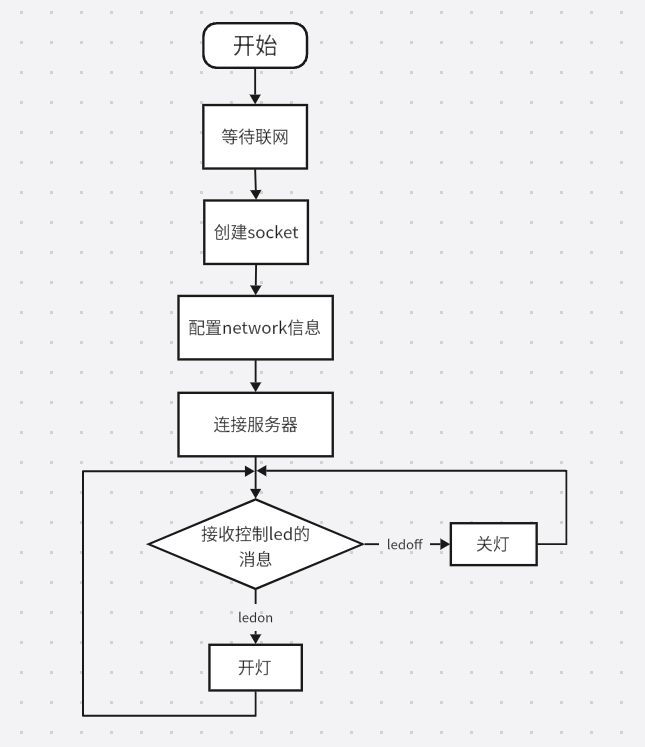 开始
等待联网
创建socket
配置network信息
连接服务器
接收控制led的
消息
ledoff
关灯
ledon
开灯